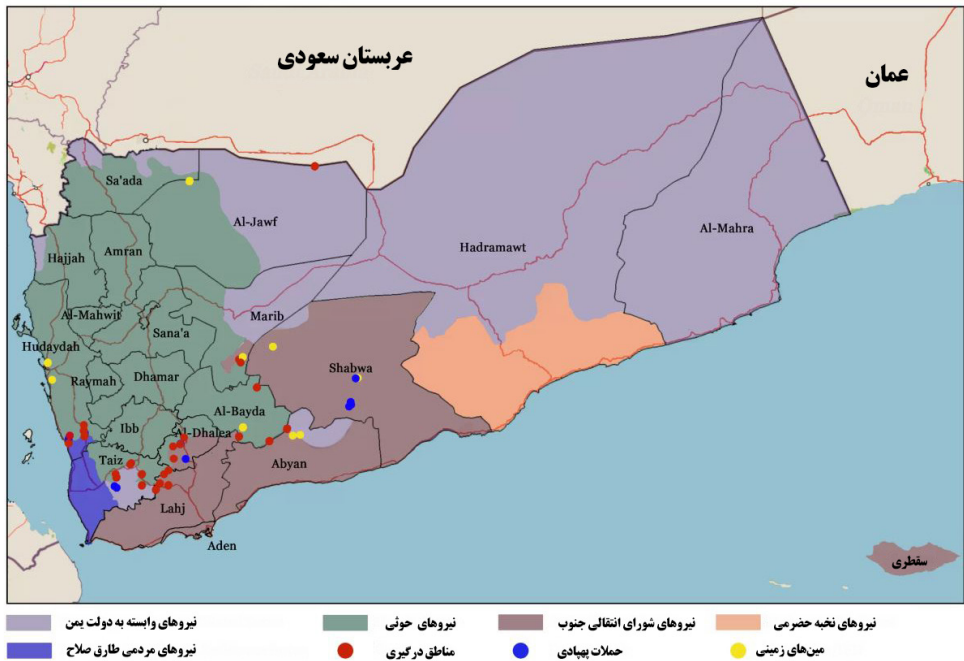 عربستان سعودی
عمان
Sa'ada
Al-Jawf
Hadramawt
Al-Mahra
Hajjah
Amran
Marib
Al-Mahwit
Sana'a
Hudaydah
Raymah
Dhamar
Shabwa
Al-Bayda
Ibb
Al-Dhalea
Taiz
Abyan
Lahj
Aden
سقطری
نیروهای وابسته به دولت یمن
نیروهای حوثی
نیروهای شورای انتقالی جنوب
نیروهای نخبه حضرمی
نیروهای مردمی طارق صلاح
مناطق درگیری
حملات پهپادی
مین‌های زمینی